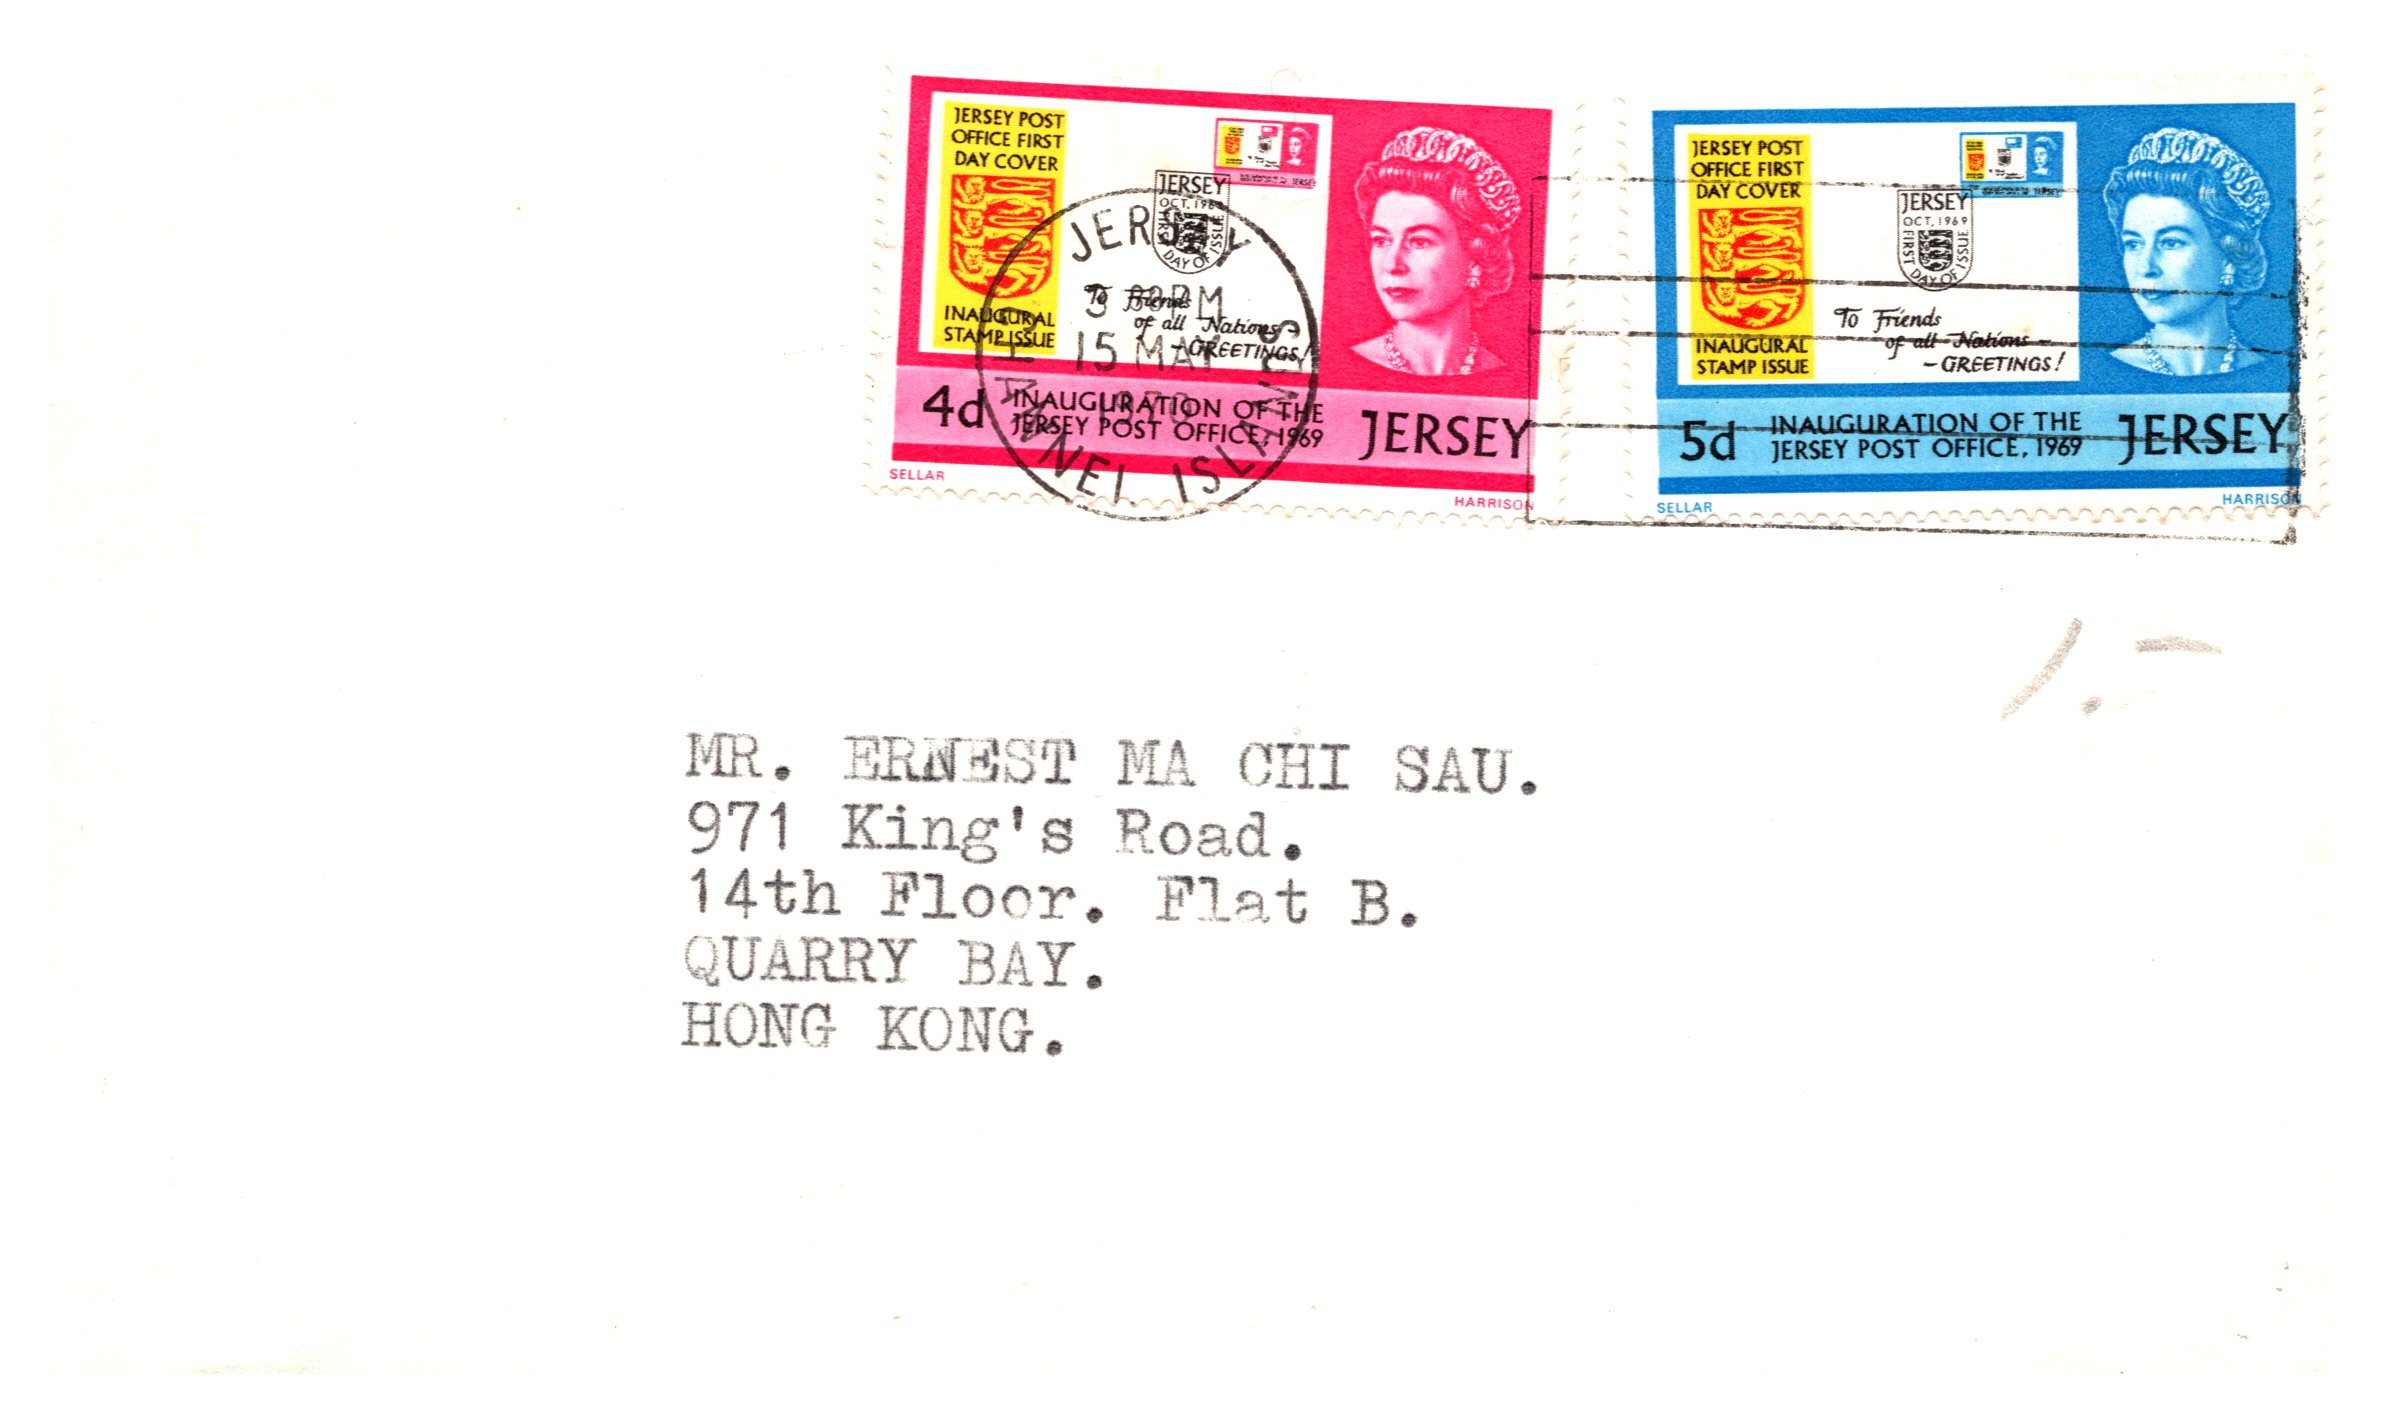 JERSEY POST
OFFICE FIRST
DAY COVER
INAUGURAL
STAMP ISSUE
JERSEY
OCT. 1969
FIRST DAY OF ISSUE
To Friends
of all Nations -
- GREETINGS!
4d
INAUGURATION OF THE
JERSEY POST OFFICE, 1969
JERSEY
SELLAR
HARRISON
JERSEY
CHANNEL ISLANDS
PM
15 MAY
JERSEY POST
OFFICE FIRST
DAY COVER
INAUGURAL
STAMP ISSUE
JERSEY
OCT. 1969
FIRST DAY OF ISSUE
To Friends
of all Nations -
- GREETINGS!
5d
INAUGURATION OF THE
JERSEY POST OFFICE, 1969
JERSEY
SELLAR
HARRISON
1.-
MR. ERNEST MA CHI SAU.
971 King's Road.
14th Floor. Flat B.
QUARRY BAY.
HONG KONG.